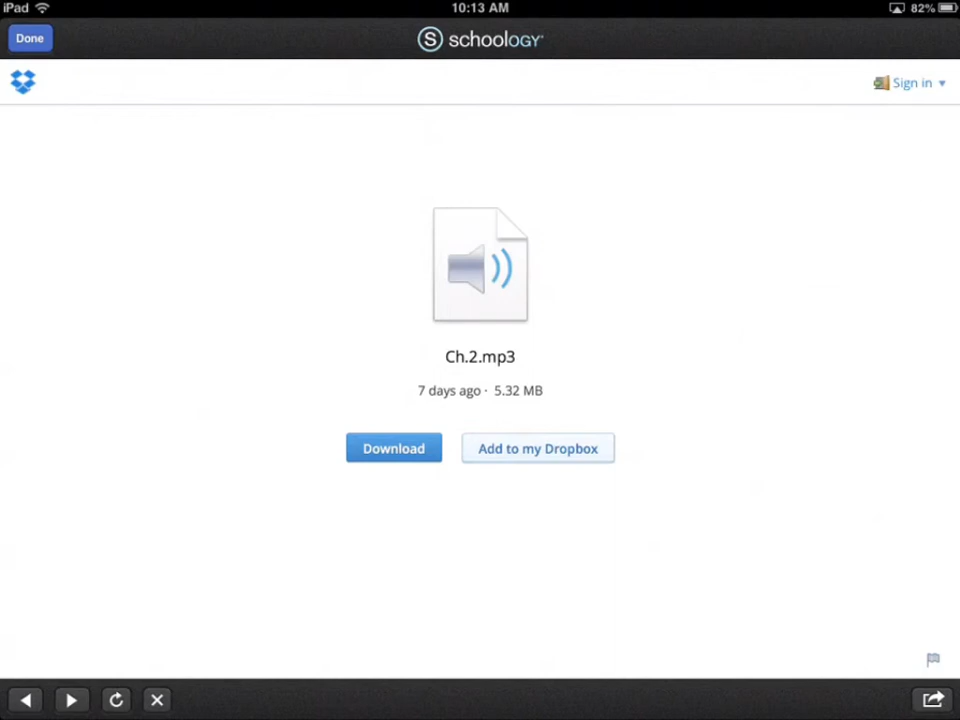 iPad 10:13 AM 82%
Done schoology
Sign in
Ch.2.mp3
7 days ago · 5.32 MB
Download Add to my Dropbox